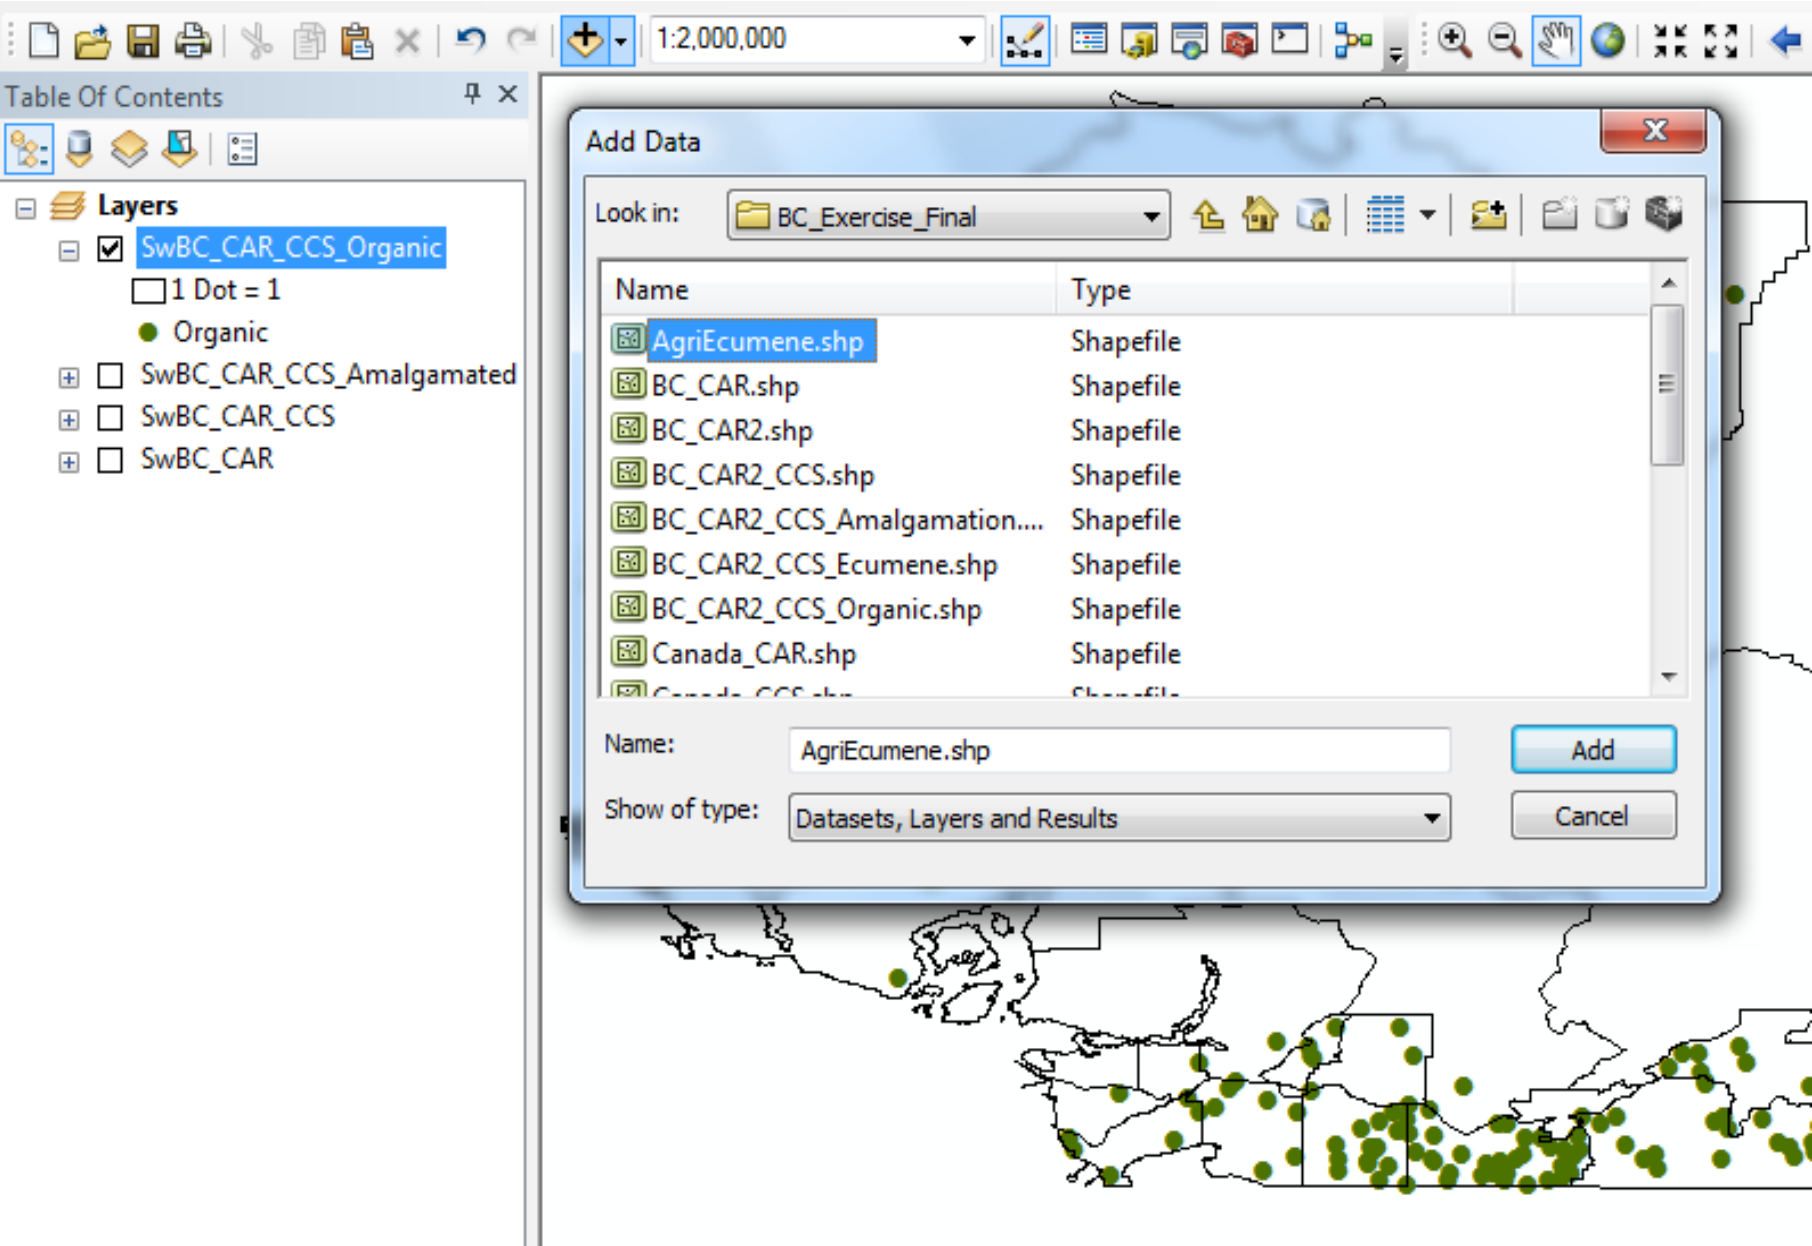 1:2,000,000
Table Of Contents
Layers
SwBC_CAR_CCS_Organic
1 Dot = 1
Organic
SwBC_CAR_CCS_Amalgamated
SwBC_CAR_CCS
SwBC_CAR
Add Data
Look in: BC_Exercise_Final
Name Type
AgriEcumene.shp Shapefile
BC_CAR.shp Shapefile
BC_CAR2.shp Shapefile
BC_CAR2_CCS.shp Shapefile
BC_CAR2_CCS_Amalgamation.... Shapefile
BC_CAR2_CCS_Ecumene.shp Shapefile
BC_CAR2_CCS_Organic.shp Shapefile
Canada_CAR.shp Shapefile
Canada_CCS.shp Shapefile
Name: AgriEcumene.shp Add
Show of type: Datasets, Layers and Results Cancel